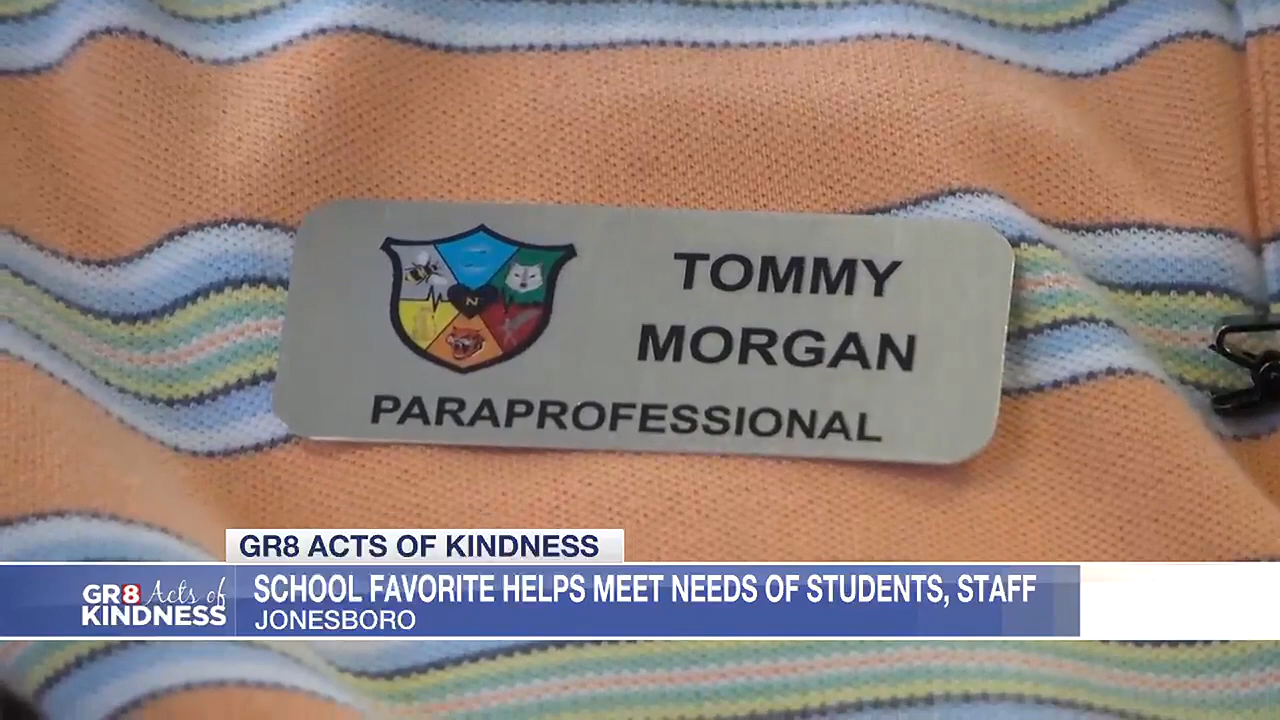 TOMMY
MORGAN
PARAPROFESSIONAL
N
GR8 ACTS OF KINDNESS
GR8 Acts of
KINDNESS
SCHOOL FAVORITE HELPS MEET NEEDS OF STUDENTS, STAFF
JONESBORO